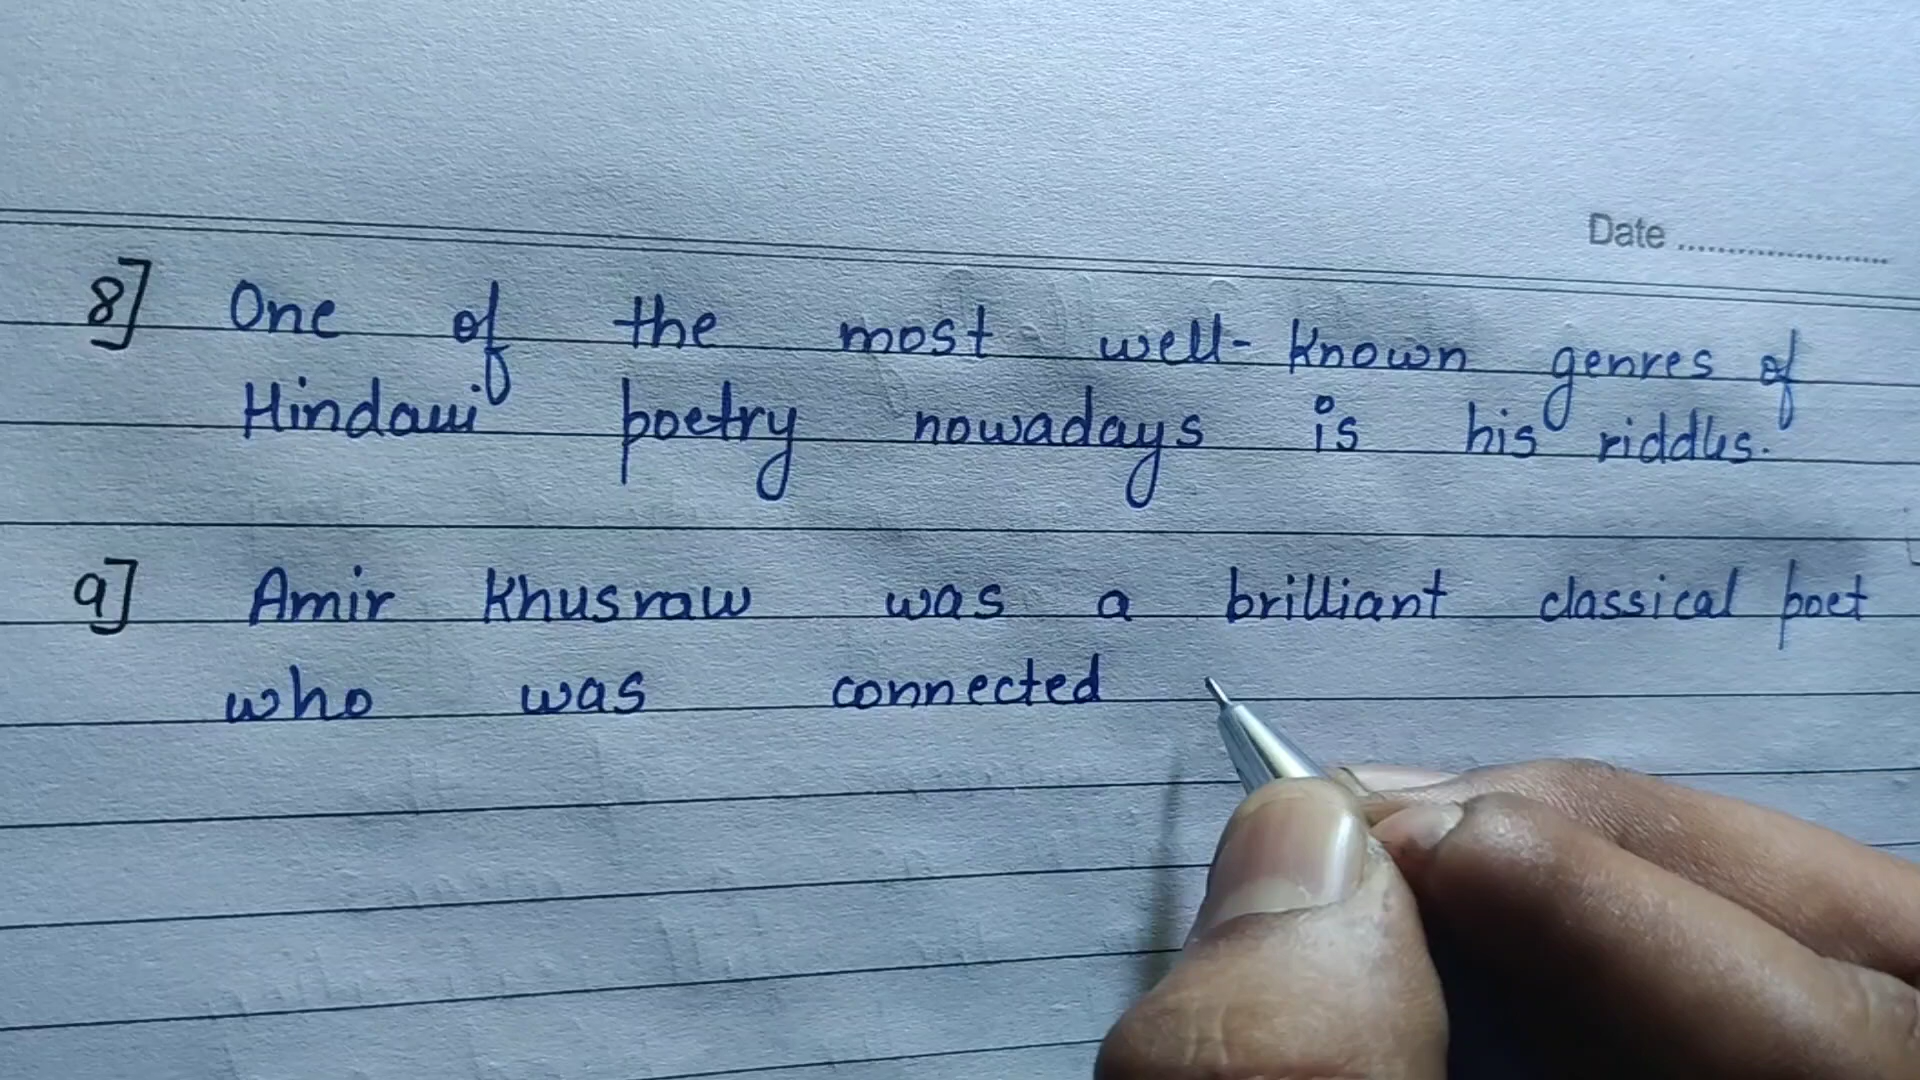 Date ....................
8] One of the most well-known genres of
Hindawi poetry nowadays is his riddles.
9] Amir Khusraw was a brilliant classical poet
who was connected